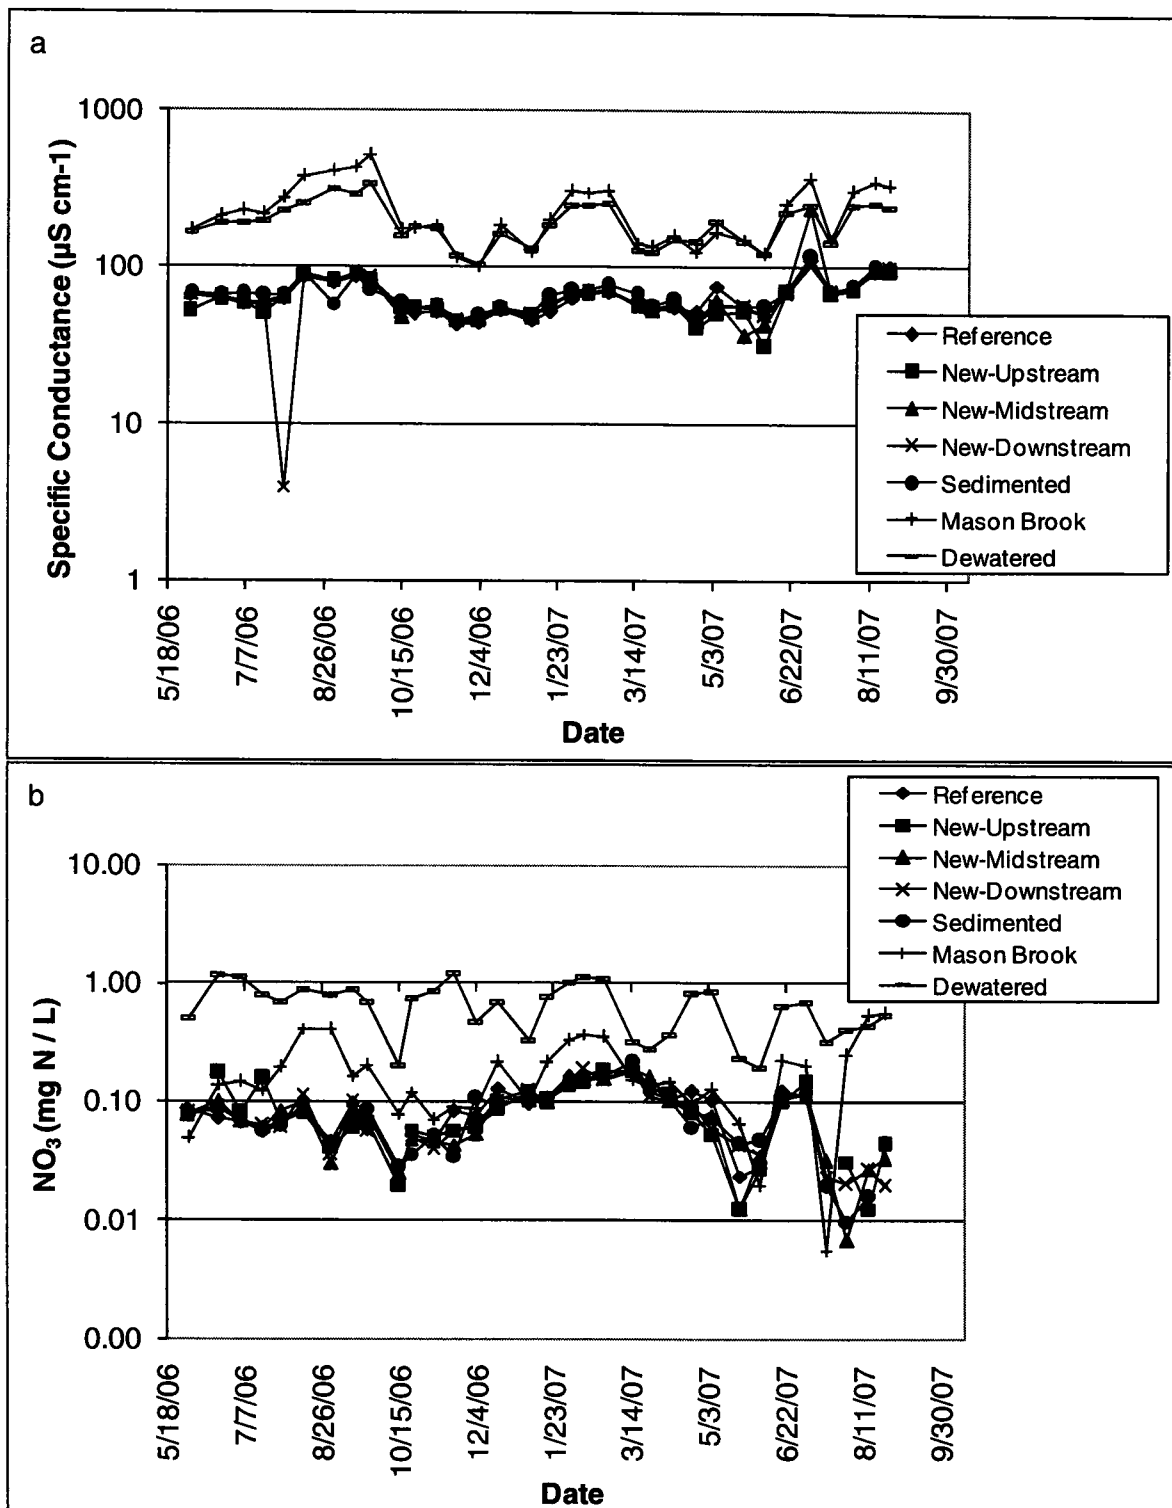 a
1000
100
10
1
Specific Conductance (µS cm-1)
5/18/06
7/7/06
8/26/06
10/15/06
12/4/06
1/23/07
3/14/07
5/3/07
6/22/07
8/11/07
9/30/07
Date
Reference
New-Upstream
New-Midstream
New-Downstream
Sedimented
Mason Brook
Dewatered
b
10.00
1.00
0.10
0.01
0.00
NO3 (mg N / L)
5/18/06
7/7/06
8/26/06
10/15/06
12/4/06
1/23/07
3/14/07
5/3/07
6/22/07
8/11/07
9/30/07
Date
Reference
New-Upstream
New-Midstream
New-Downstream
Sedimented
Mason Brook
Dewatered